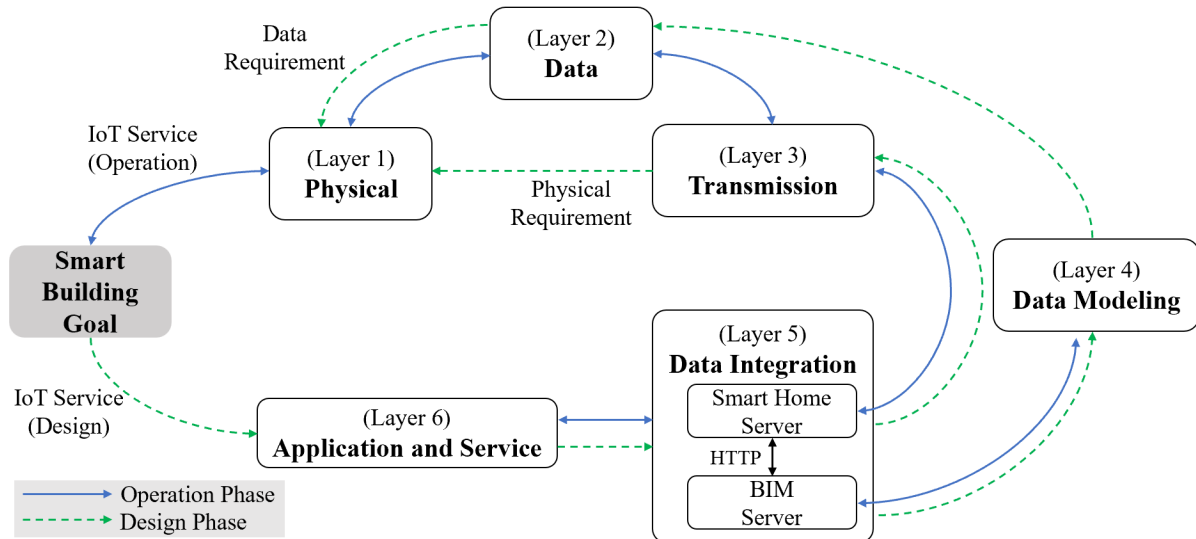 (Layer 2)
Data
Data
Requirement
IoT Service
(Operation)
(Layer 1)
Physical
(Layer 3)
Transmission
Physical
Requirement
Smart
Building
Goal
(Layer 4)
Data Modeling
(Layer 5)
Data Integration
Smart Home
Server
HTTP
BIM
Server
IoT Service
(Design)
(Layer 6)
Application and Service
Operation Phase
Design Phase